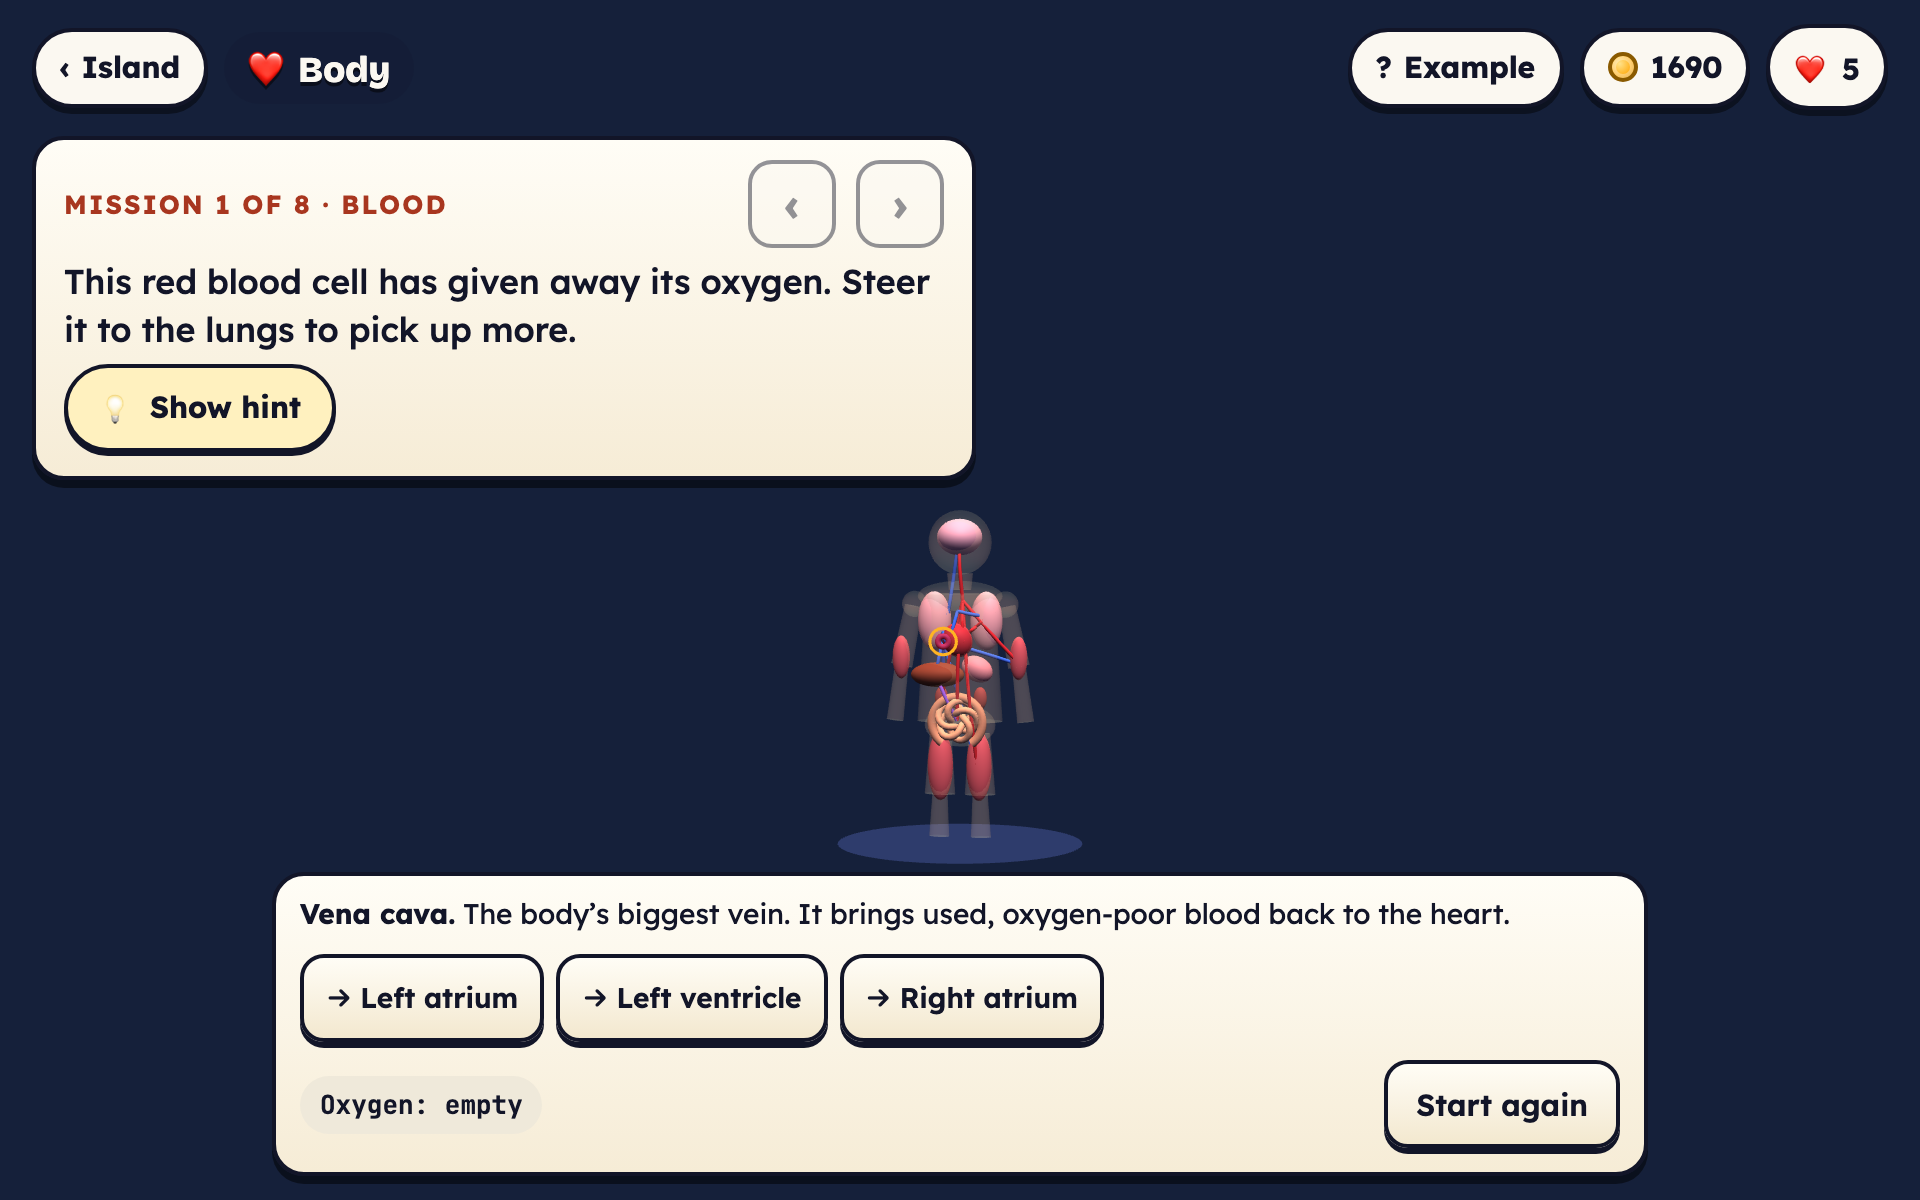 ‹ Island
❤️ Body
? Example
1690
❤️ 5
MISSION 1 OF 8 · BLOOD
‹ ›
This red blood cell has given away its oxygen. Steer
it to the lungs to pick up more.
💡 Show hint
Vena cava. The body’s biggest vein. It brings used, oxygen-poor blood back to the heart.
→ Left atrium
→ Left ventricle
→ Right atrium
Oxygen: empty
Start again